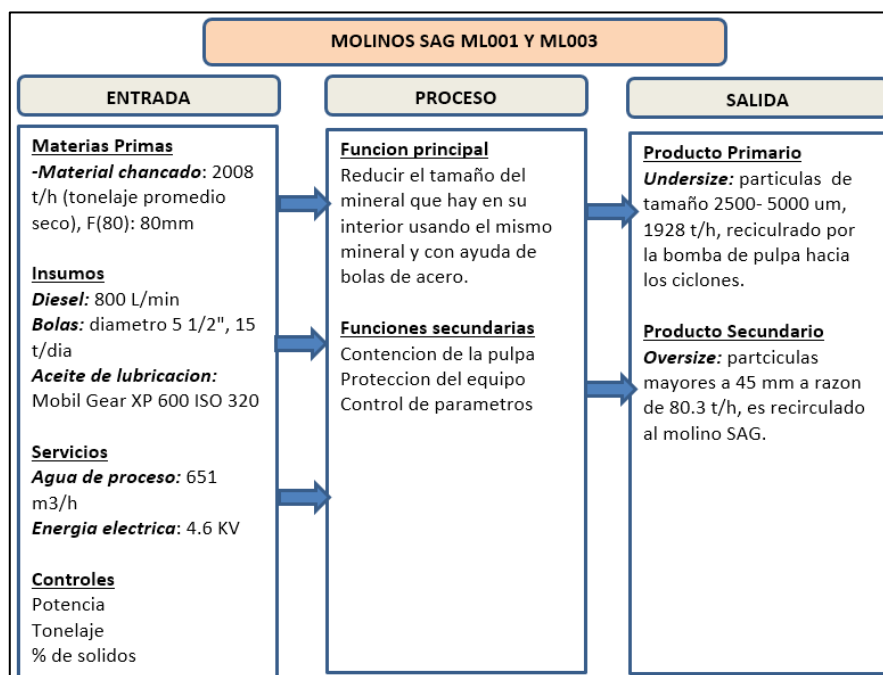 MOLINOS SAG ML001 Y ML003
ENTRADA
Materias Primas
-Material chancado: 2008
t/h (tonelaje promedio
seco), F(80): 80mm
Insumos
Diesel: 800 L/min
Bolas: diametro 5 1/2", 15
t/dia
Aceite de lubricacion:
Mobil Gear XP 600 ISO 320
Servicios
Agua de proceso: 651
m3/h
Energia electrica: 4.6 KV
Controles
Potencia
Tonelaje
% de solidos
PROCESO
Funcion principal
Reducir el tamaño del
mineral que hay en su
interior usando el mismo
mineral y con ayuda de
bolas de acero.
Funciones secundarias
Contencion de la pulpa
Proteccion del equipo
Control de parametros
SALIDA
Producto Primario
Undersize: particulas de
tamaño 2500- 5000 um,
1928 t/h, reciculrado por
la bomba de pulpa hacia
los ciclones.
Producto Secundario
Oversize: partciculas
mayores a 45 mm a razon
de 80.3 t/h, es recirculado
al molino SAG.